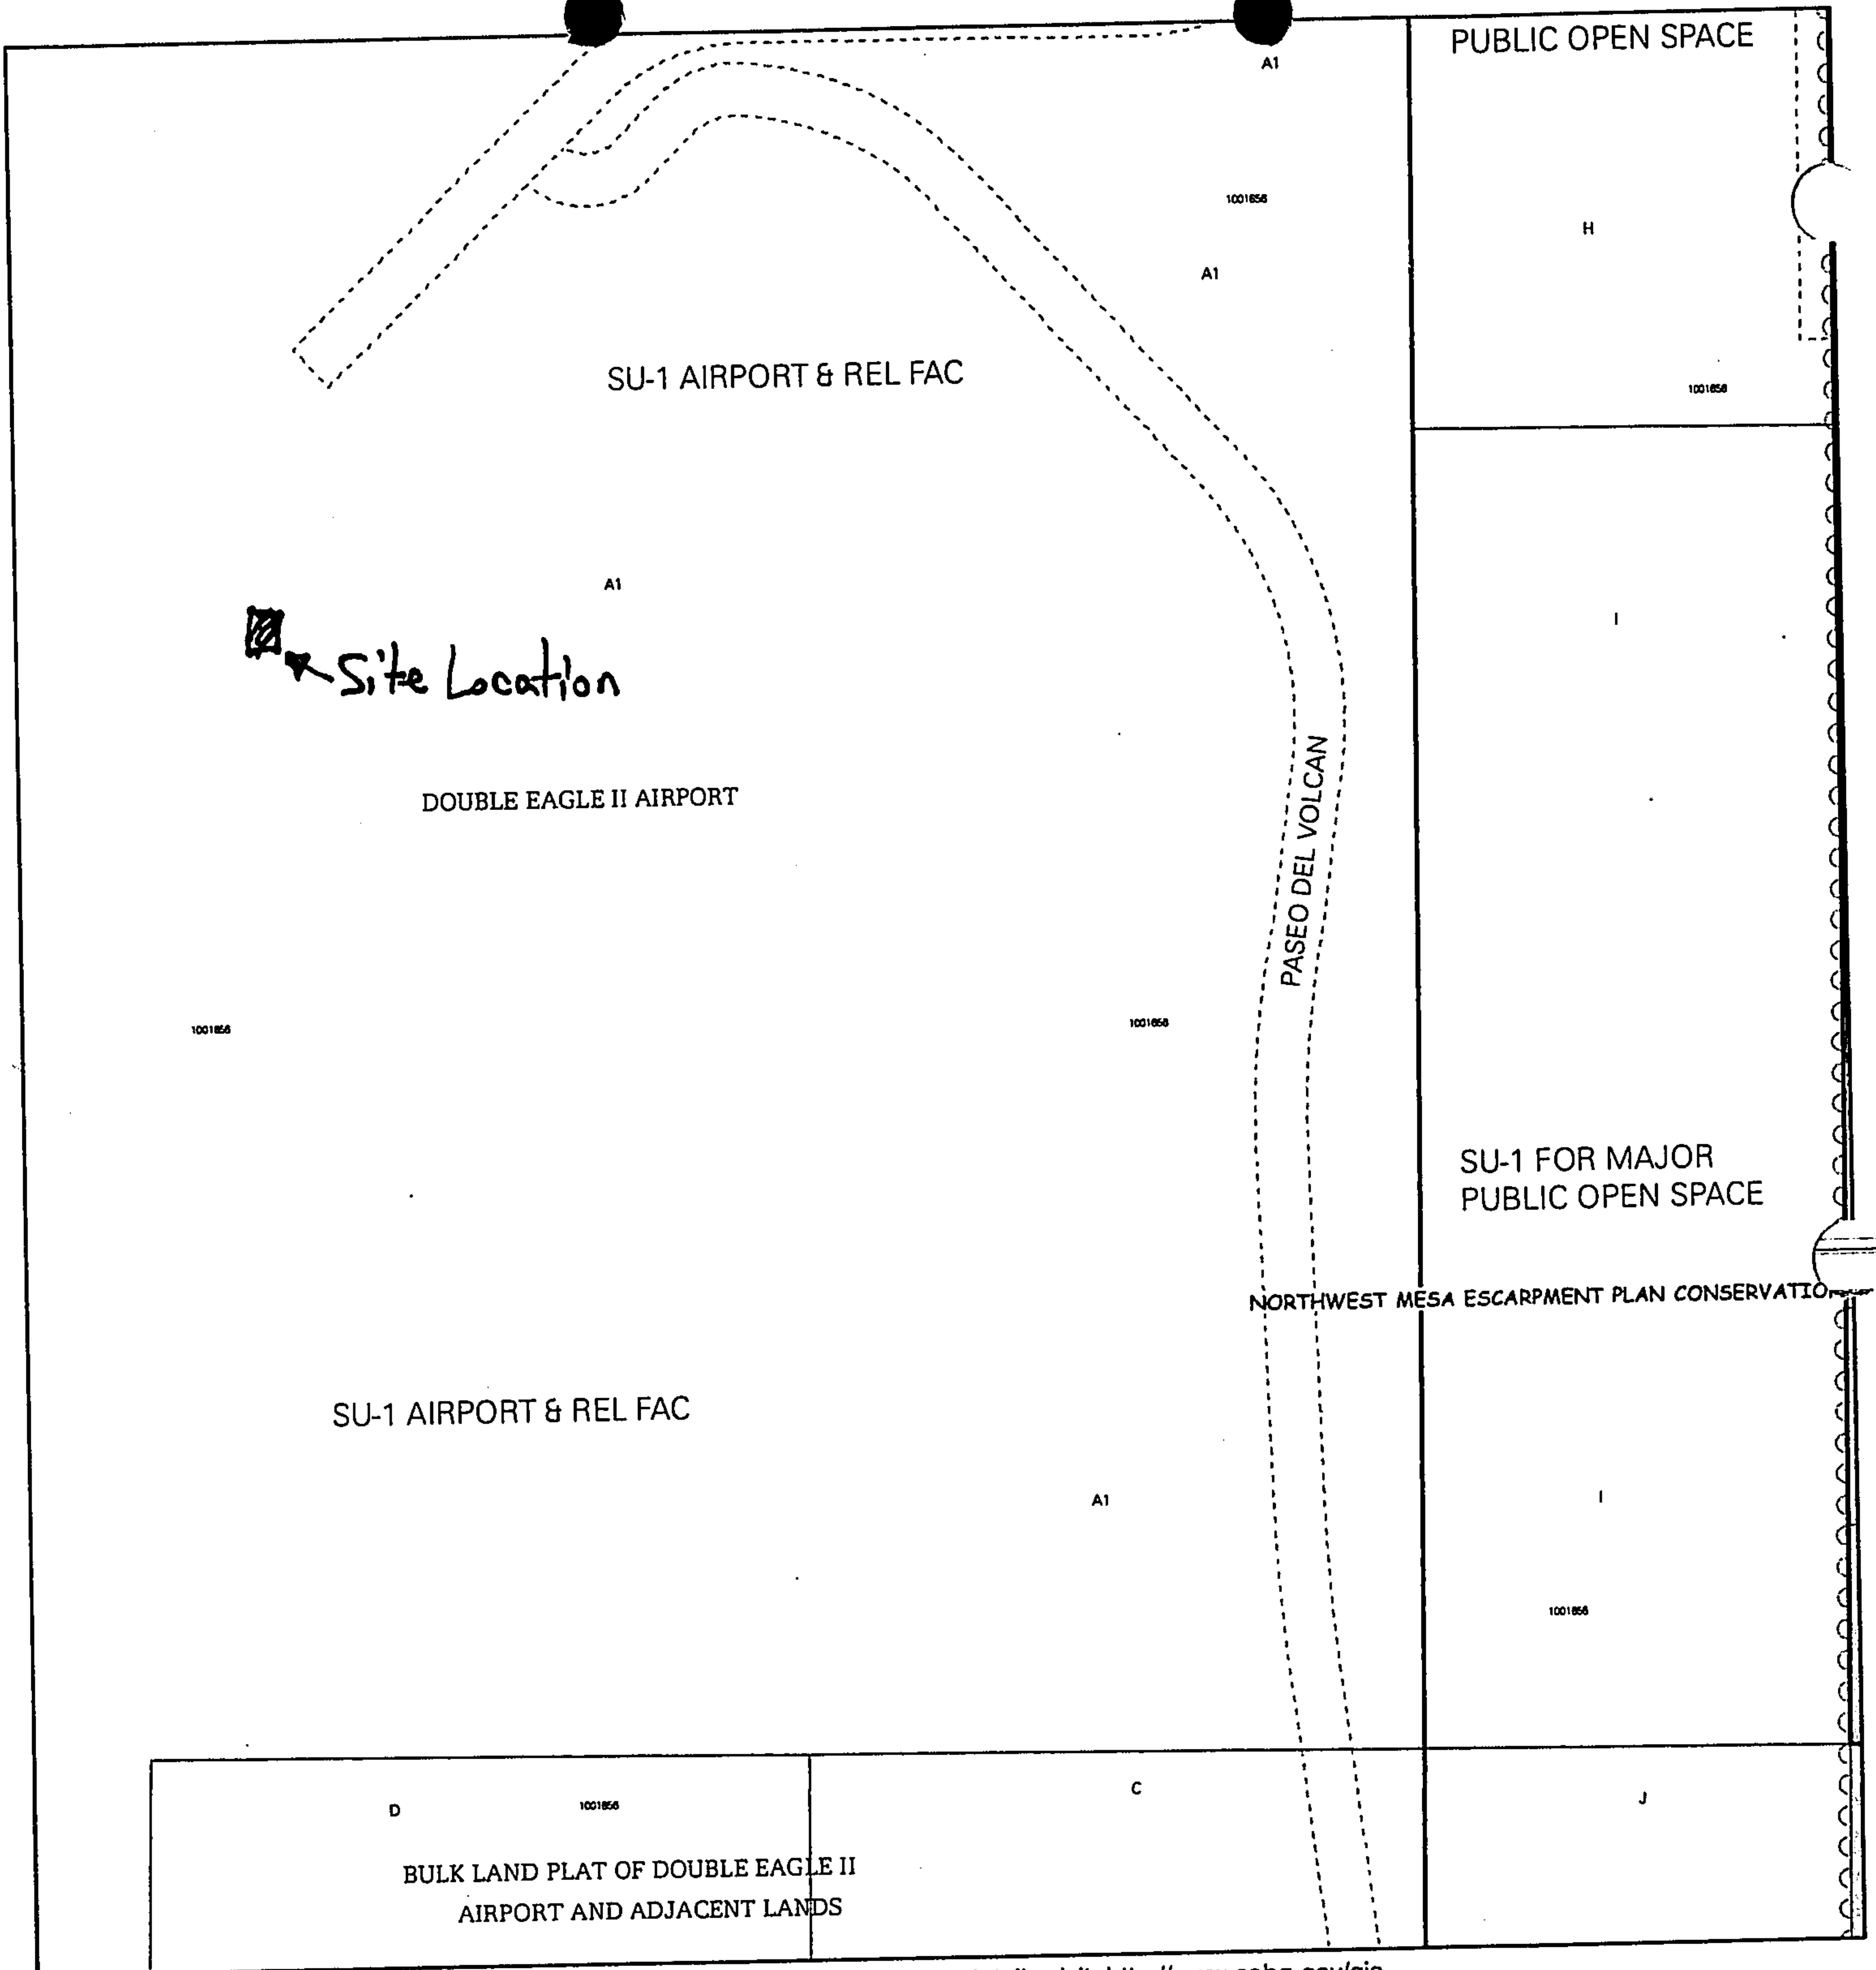 PUBLIC OPEN SPACE
A1
1001656
H
A1
SU-1 AIRPORT & REL FAC
1001656
A1
I
Site Location
PASEO DEL VOLCAN
DOUBLE EAGLE II AIRPORT
1001656
1001656
SU-1 FOR MAJOR
PUBLIC OPEN SPACE
NORTHWEST MESA ESCARPMENT PLAN CONSERVATIO
SU-1 AIRPORT & REL FAC
A1
I
1001656
D
1001656
C
J
BULK LAND PLAT OF DOUBLE EAGLE II
AIRPORT AND ADJACENT LANDS